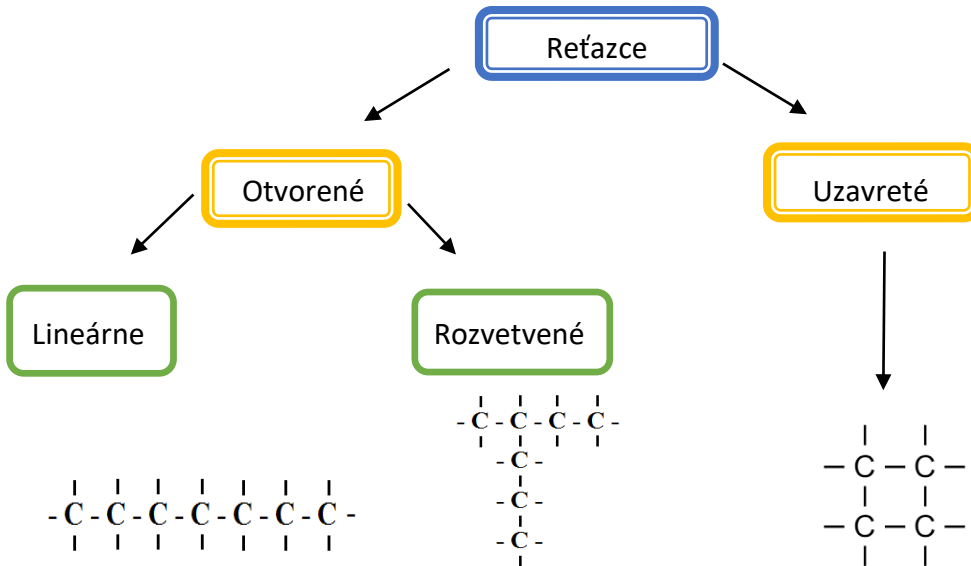 Reťazce
Otvorené
Uzavreté
Lineárne
Rozvetvené
- C - C - C - C -
- C -
- C -
- C -
- C - C - C - C - C - C - C -
– C – C –
– C – C –